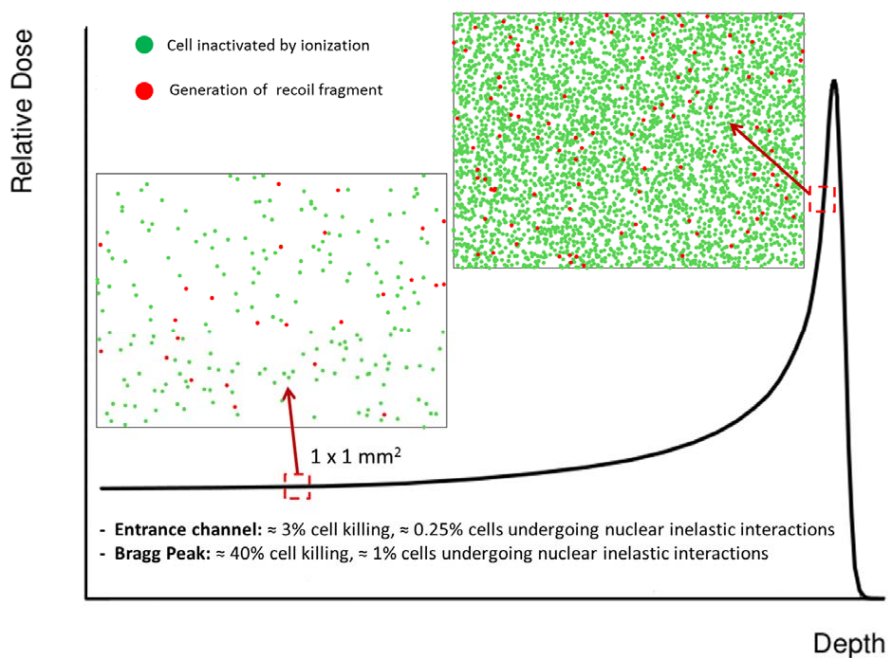 Relative Dose
Cell inactivated by ionization
Generation of recoil fragment
1 x 1 mm²
- Entrance channel: ≈ 3% cell killing, ≈ 0.25% cells undergoing nuclear inelastic interactions
- Bragg Peak: ≈ 40% cell killing, ≈ 1% cells undergoing nuclear inelastic interactions
Depth